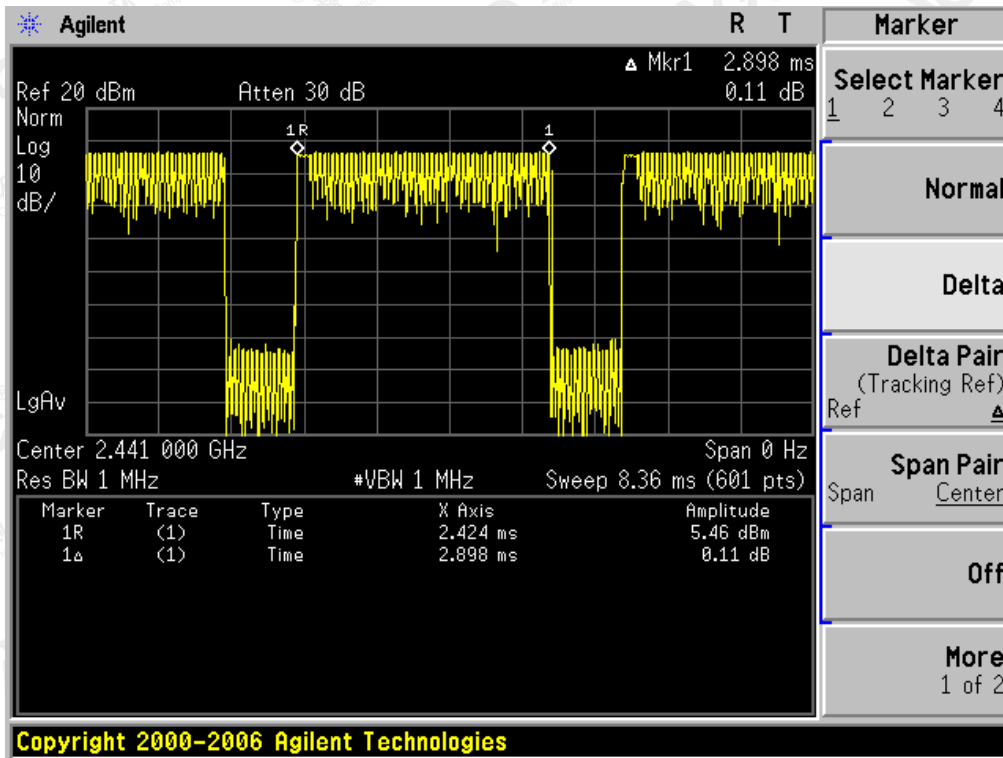 Agilent R T
Δ Mkr1 2.898 ms
Ref 20 dBm Atten 30 dB 0.11 dB
Norm
Log
10
dB/
1R
1
LgAv
Center 2.441 000 GHz Span 0 Hz
Res BW 1 MHz #VBW 1 MHz Sweep 8.36 ms (601 pts)
Marker Trace Type X Axis Amplitude
1R (1) Time 2.424 ms 5.46 dBm
1Δ (1) Time 2.898 ms 0.11 dB
Marker
Select Marker
1 2 3 4
Normal
Delta
Delta Pair
(Tracking Ref)
Ref Δ
Span Pair
Span Center
Off
More
1 of 2
Copyright 2000-2006 Agilent Technologies